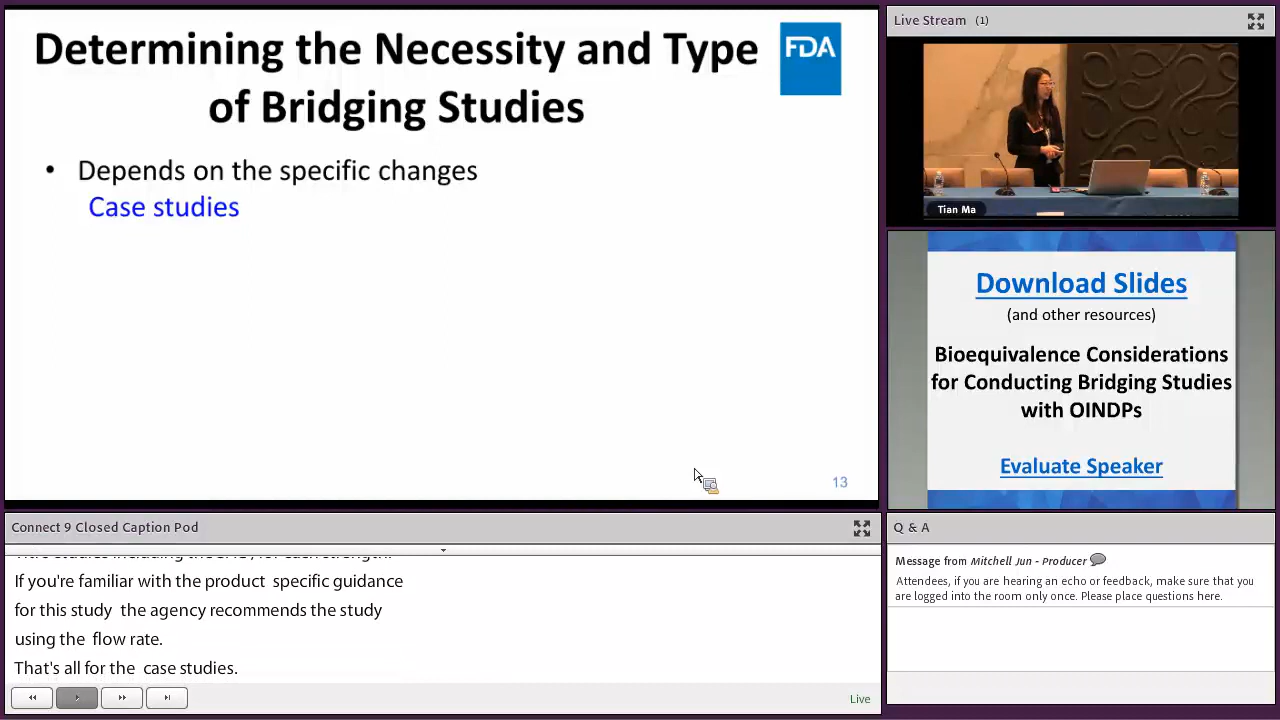 Determining the Necessity and Type
of Bridging Studies
FDA
• Depends on the specific changes
Case studies
13
Live Stream (1)
Tian Ma
Download Slides
(and other resources)
Bioequivalence Considerations
for Conducting Bridging Studies
with OINDPs
Evaluate Speaker
Connect 9 Closed Caption Pod
If you're familiar with the product specific guidance
for this study the agency recommends the study
using the flow rate.
That's all for the case studies.
Live
Q & A
Message from Mitchell Jun - Producer
Attendees, if you are hearing an echo or feedback, make sure that you
are logged into the room only once. Please place questions here.